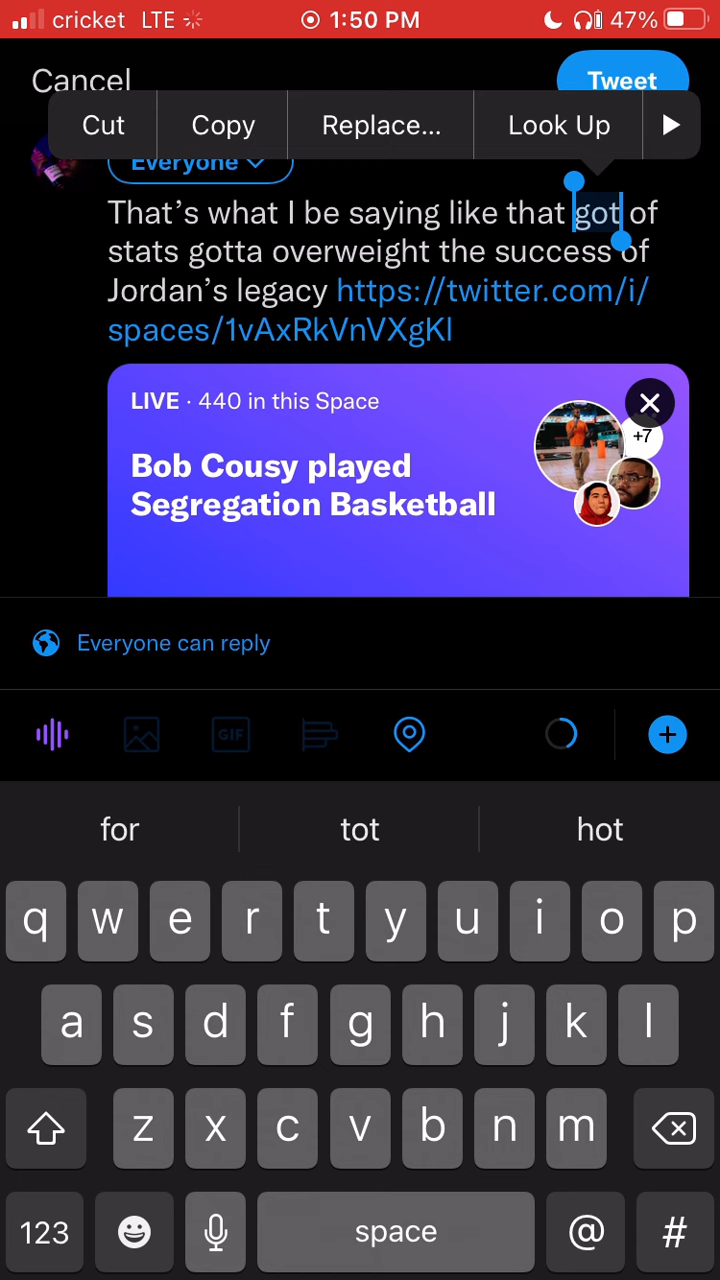 cricket LTE 1:50 PM 47%
Cancel Tweet
Cut Copy Replace... Look Up
Everyone
That's what I be saying like that got of
stats gotta overweight the success of
Jordan's legacy https://twitter.com/i/
spaces/1vAxRkVnVXgKl
LIVE · 440 in this Space
+7
Bob Cousy played
Segregation Basketball
Everyone can reply
GIF
for tot hot
q w e r t y u i o p
a s d f g h j k l
z x c v b n m
123 space @ #